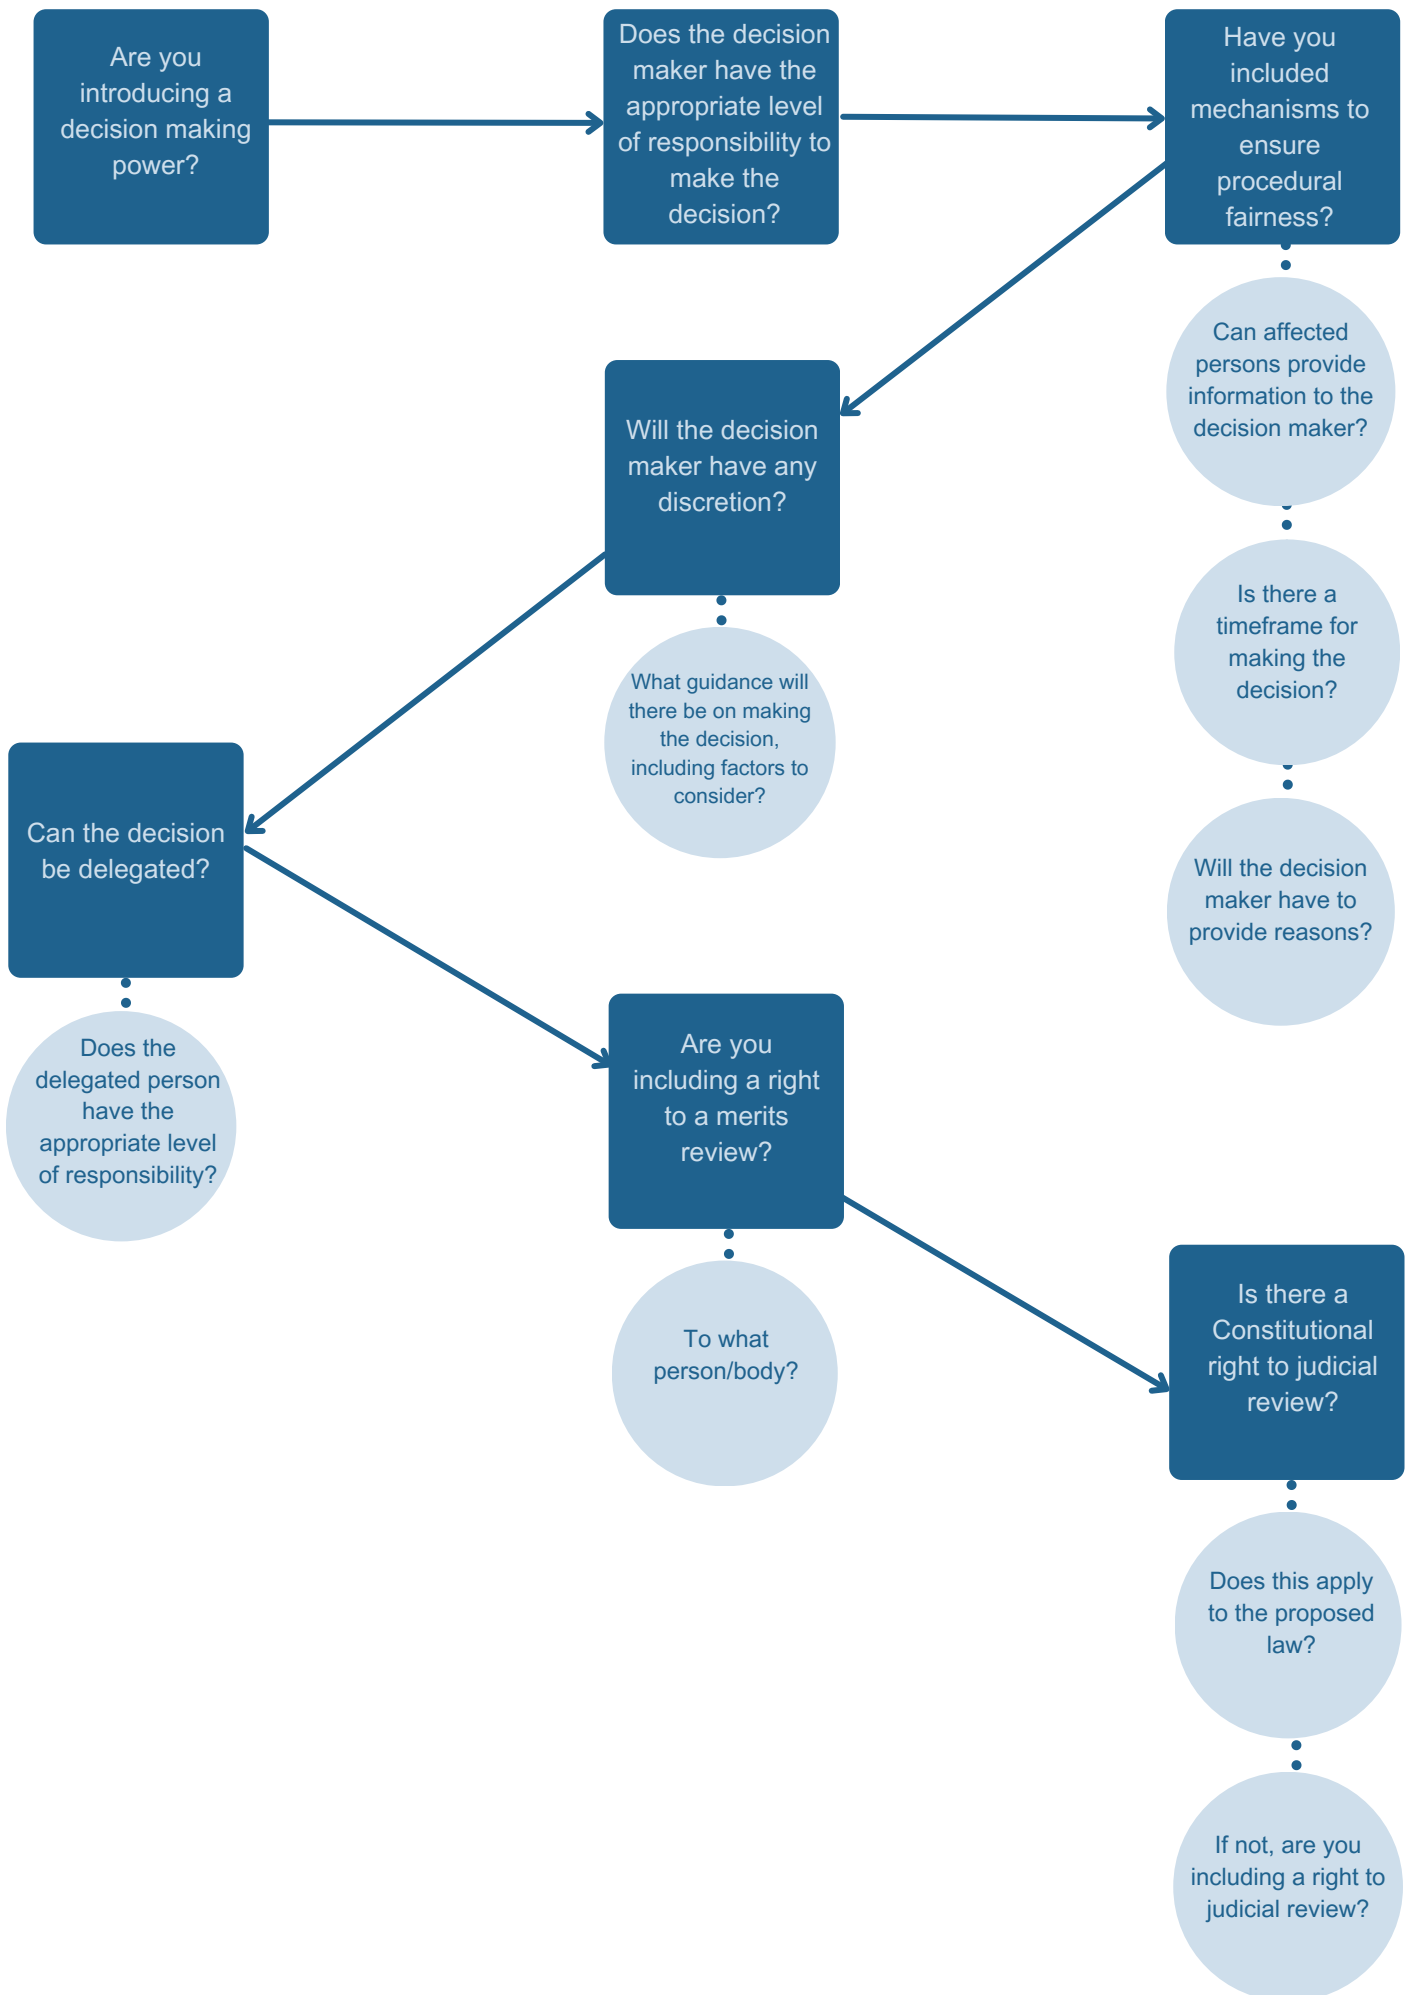 Are you
introducing a
decision making
power?
Does the decision
maker have the
appropriate level
of responsibility to
make the
decision?
Have you
included
mechanisms to
ensure
procedural
fairness?
Can affected
persons provide
information to the
decision maker?
Is there a
timeframe for
making the
decision?
Will the decision
maker have to
provide reasons?
Will the decision
maker have any
discretion?
What guidance will
there be on making
the decision,
including factors to
consider?
Can the decision
be delegated?
Does the
delegated person
have the
appropriate level
of responsibility?
Are you
including a right
to a merits
review?
To what
person/body?
Is there a
Constitutional
right to judicial
review?
Does this apply
to the proposed
law?
If not, are you
including a right to
judicial review?